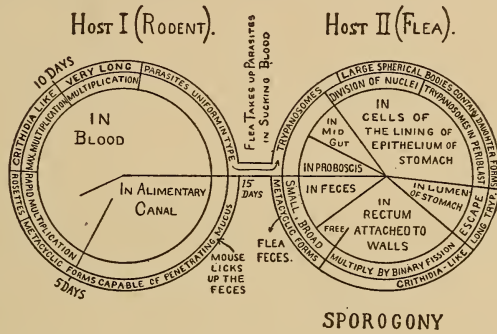 HOST I (RODENT).
HOST II (FLEA).
10 DAYS
CRITHIDIA LIKE
VERY LONG
MULTIPLICATION
PARASITES UNIFORM IN TYPE
MAX. MULTIPLICATION
RAPID MULTIPLICATION
ROSETTES
METACYCLIC FORMS CAPABLE OF PENETRATING MUCUS
5 DAYS
IN
BLOOD
IN ALIMENTARY
CANAL
FLEA TAKES UP PARASITES
IN SUCKING BLOOD
15
DAYS
MOUSE
LICKS
UP THE
FECES
FLEA
FECES.
TRYPANOSOMES
LARGE SPHERICAL BODIES CONTAINING DAUGHTER FORMS
DIVISION OF NUCLEI
TRYPANOSOMES IN PERIBLAST
IN
CELLS OF
THE LINING OF
EPITHELIUM OF
STOMACH
IN
MID
GUT
IN PROBOSCIS
IN FECES
IN LUMEN
OF STOMACH
ESCAPE
LONG TRYP.
IN
RECTUM
ATTACHED TO
WALLS
FREE
SMALL, BROAD
METACYCLIC FORMS
MULTIPLY BY BINARY FISSION
CRITHIDIA-LIKE
SPOROGONY